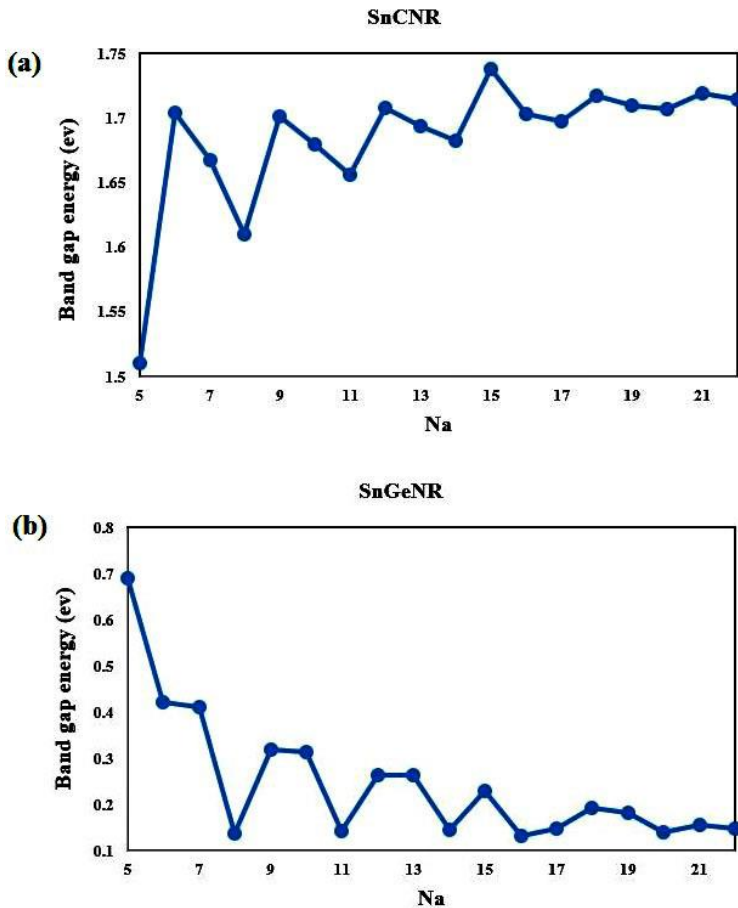 SnCNR
(a)
1.75
1.7
1.65
1.6
1.55
1.5
Band gap energy (ev)
5 7 9 11 13 15 17 19 21
Na
SnGeNR
(b)
0.8
0.7
0.6
0.5
0.4
0.3
0.2
0.1
Band gap energy (ev)
5 7 9 11 13 15 17 19 21
Na